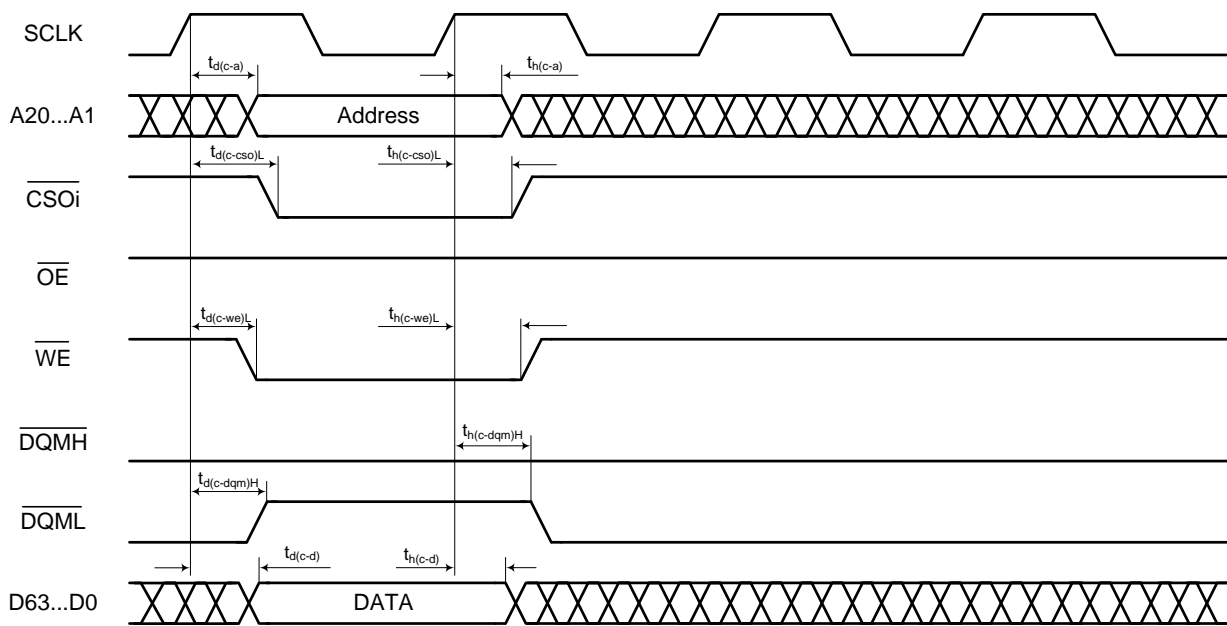 SCLK
td(c-a)
th(c-a)
A20...A1
Address
td(c-cso)L
th(c-cso)L
CSOi
OE
td(c-we)L
th(c-we)L
WE
DQMH
th(c-dqm)H
td(c-dqm)H
DQML
td(c-d)
th(c-d)
D63...D0
DATA